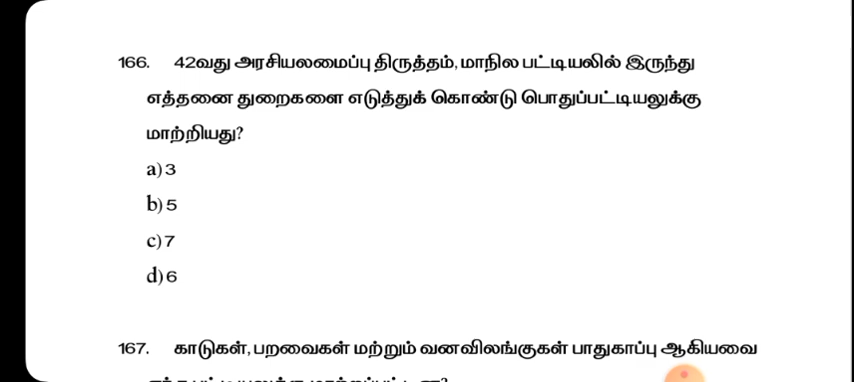 166. 42வது அரசியலமைப்பு திருத்தம், மாநில பட்டியலில் இருந்து
எத்தனை துறைகளை எடுத்துக் கொண்டு பொதுப்பட்டியலுக்கு
மாற்றியது?
a) 3
b) 5
c) 7
d) 6
167. காடுகள், பறவைகள் மற்றும் வனவிலங்குகள் பாதுகாப்பு ஆகியவை